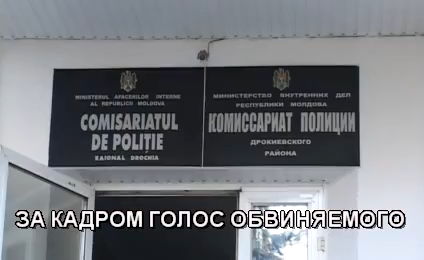 MINISTERUL AFACERILOR INTERNE
AL REPUBLICII MOLDOVA
COMISARIATUL
DE POLIȚIE
RAIONAL DROCHIA
МИНИСТЕРСТВО ВНУТРЕННИХ ДЕЛ
РЕСПУБЛИКИ МОЛДОВА
КОМИССАРИАТ ПОЛИЦИИ
ДРОКИЕВСКОГО
РАЙОНА
ЗА КАДРОМ ГОЛОС ОБВИНЯЕМОГО